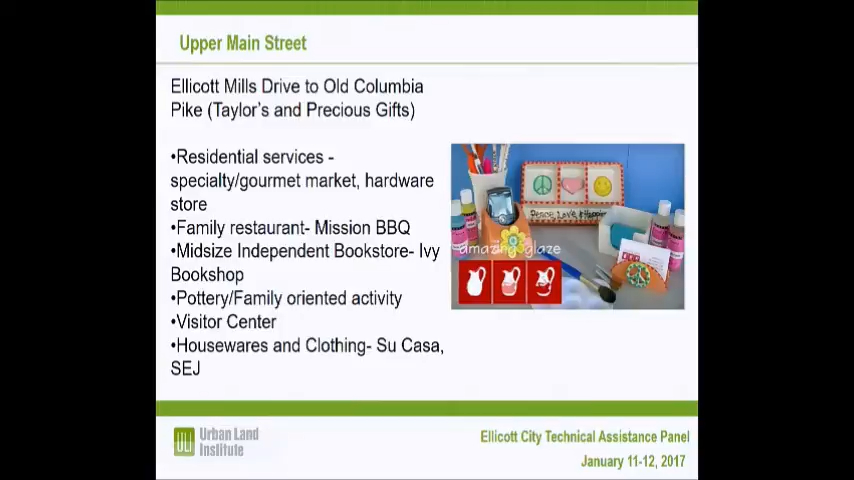 Upper Main Street
Ellicott Mills Drive to Old Columbia
Pike (Taylor's and Precious Gifts)
•Residential services -
specialty/gourmet market, hardware
store
•Family restaurant- Mission BBQ
•Midsize Independent Bookstore- Ivy
Bookshop
•Pottery/Family oriented activity
•Visitor Center
•Housewares and Clothing- Su Casa,
SEJ
Peace, Love, & Happiness
amazing glaze
ULI Urban Land
Institute
Ellicott City Technical Assistance Panel
January 11-12, 2017